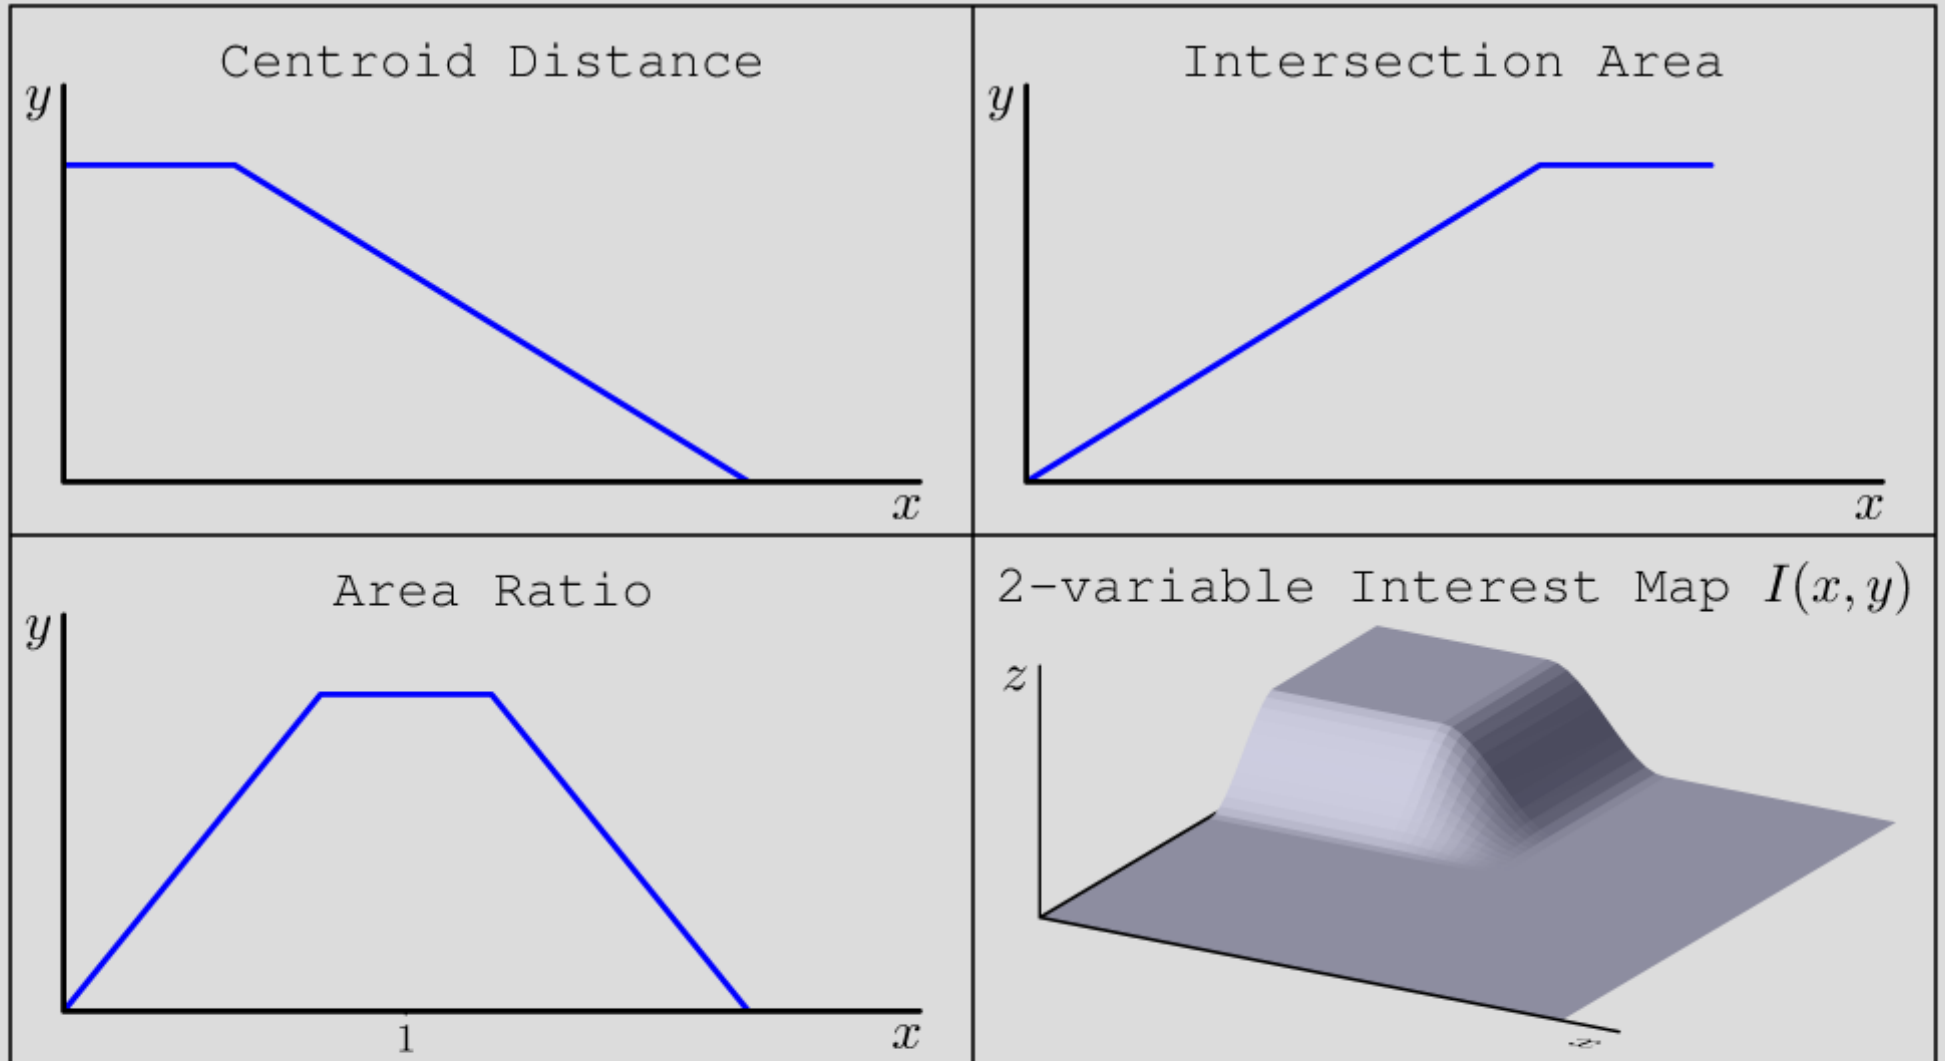 Centroid Distance
y
x
Intersection Area
y
x
Area Ratio
y
1
x
2-variable Interest Map I(x, y)
z
x